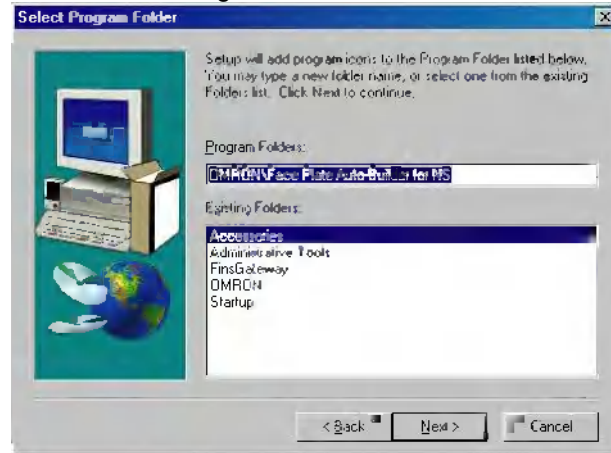 Select Program Folder
Setup will add program icons to the Program Folder listed below.
You may type a new folder name, or select one from the existing
Folders list. Click Next to continue.
Program Folders:
OMRON\Face Plate Auto-Builder for NS
Existing Folders:
Accessories
Administrative Tools
FinsGateway
OMRON
Startup
< Back
Next >
Cancel